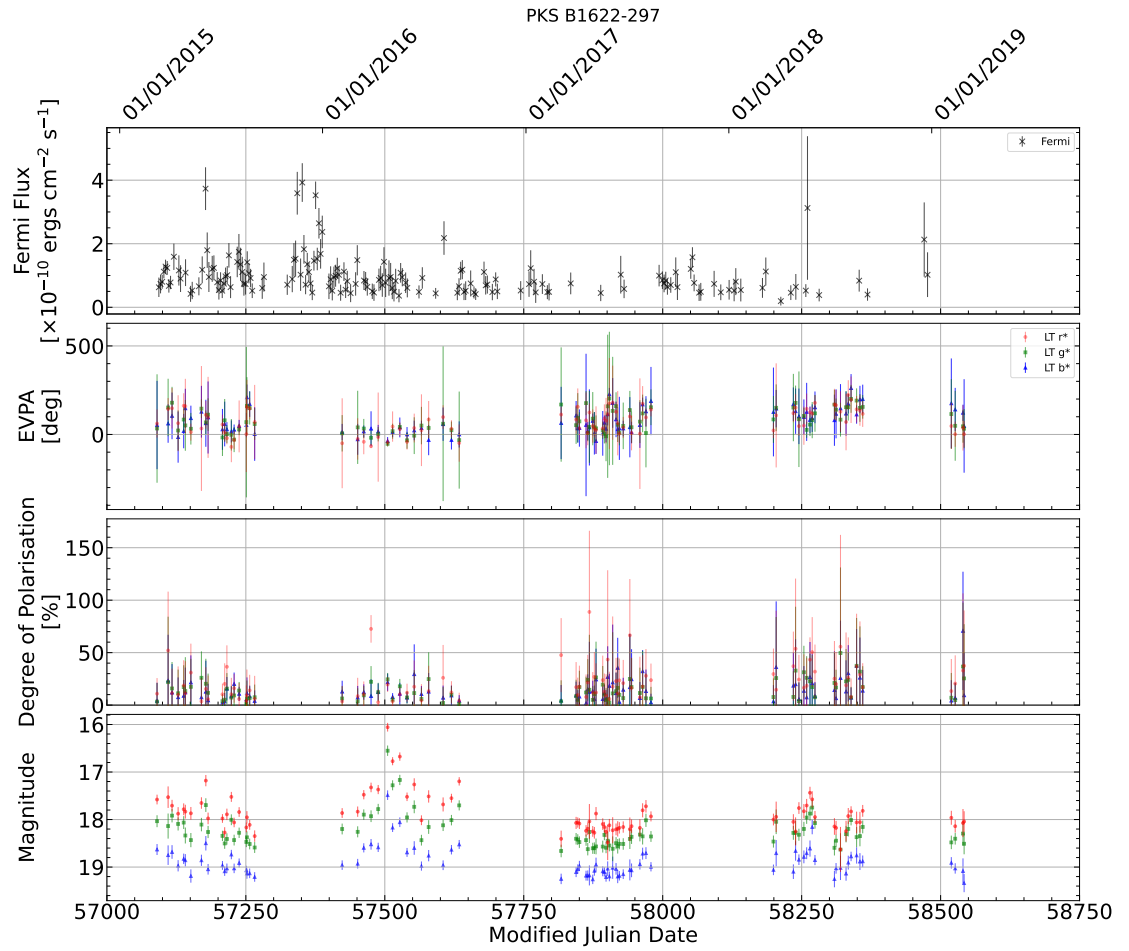 PKS B1622-297
01/01/2015 01/01/2016 01/01/2017 01/01/2018 01/01/2019
Fermi Flux
[×10⁻¹⁰ ergs cm⁻² s⁻¹]
4
2
0
Fermi
EVPA
[deg]
500
0
LT r*
LT g*
LT b*
Degree of Polarisation
[%]
150
100
50
0
Magnitude
16
17
18
19
57000 57250 57500 57750 58000 58250 58500 58750
Modified Julian Date